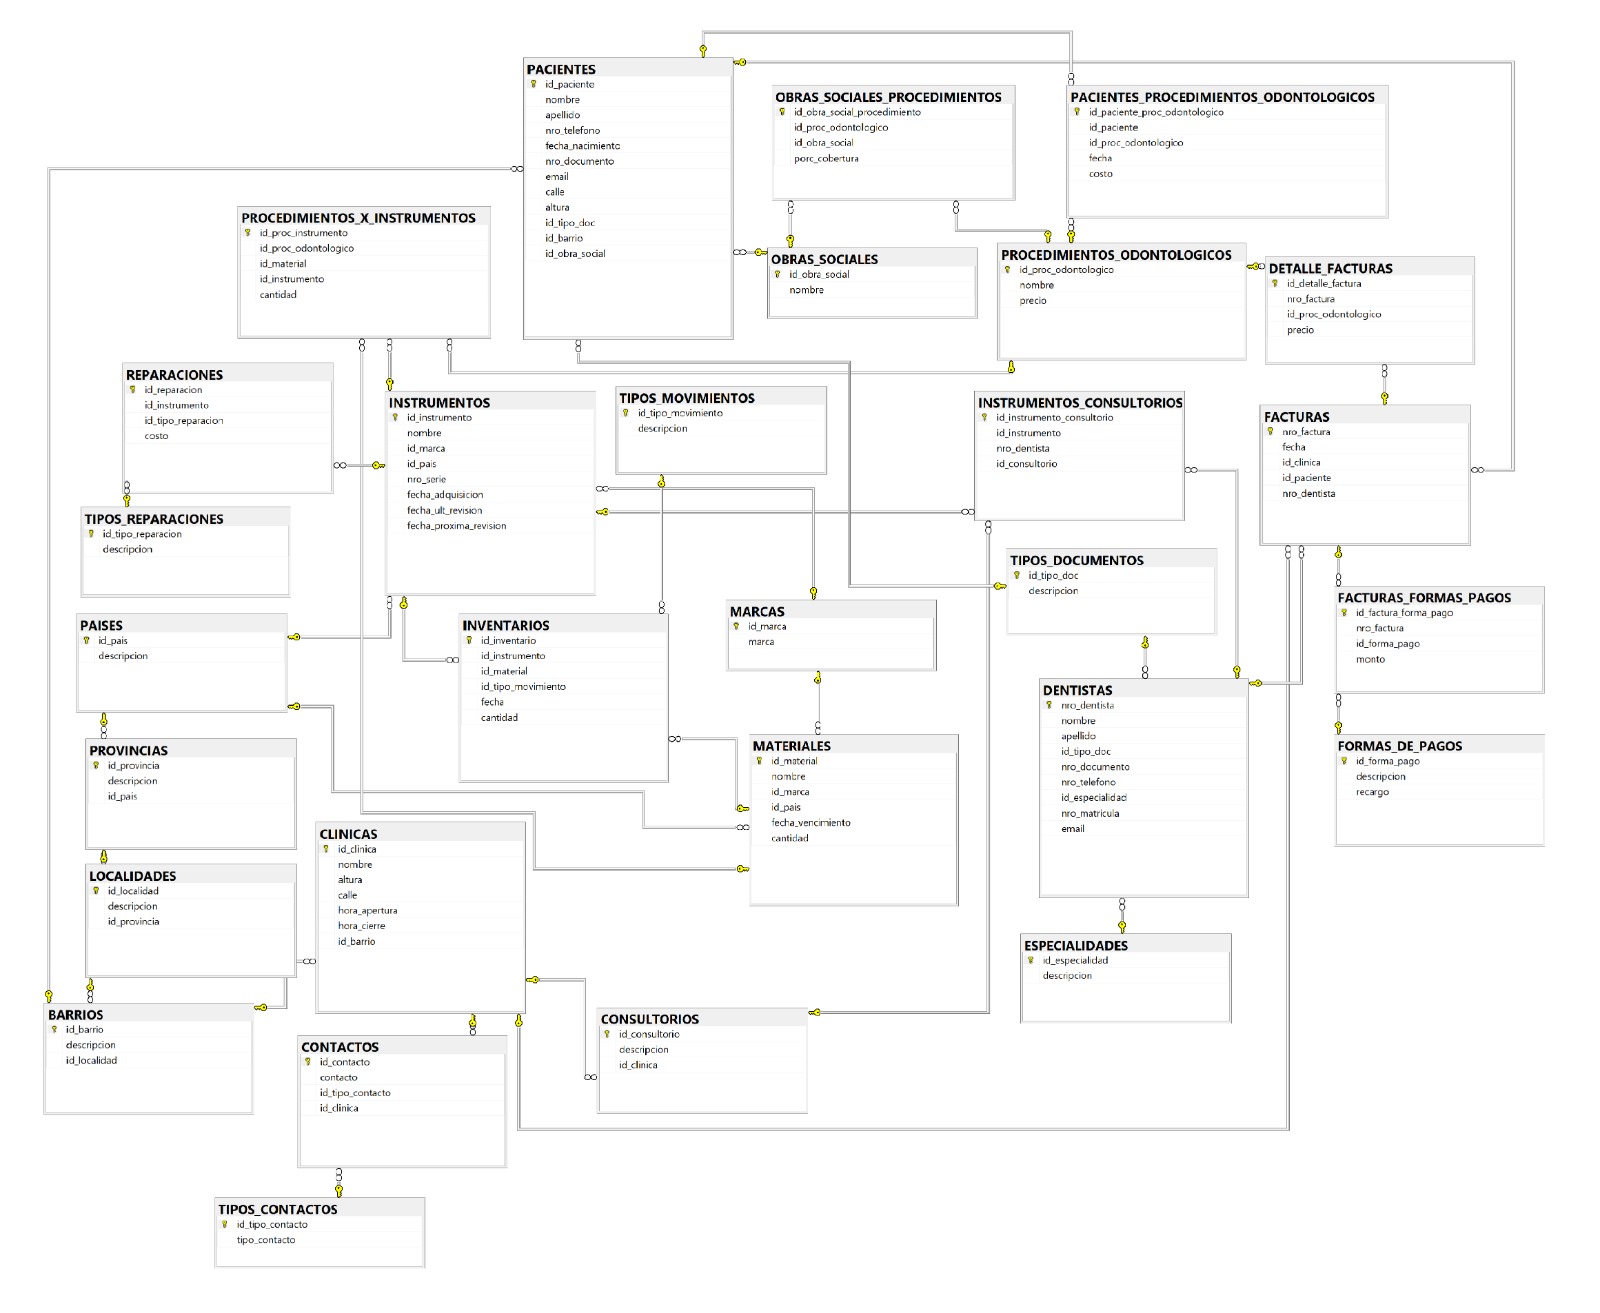 PACIENTES
id_paciente
nombre
apellido
nro_telefono
fecha_nacimiento
nro_documento
email
calle
altura
id_tipo_doc
id_barrio
id_obra_social
OBRAS_SOCIALES_PROCEDIMIENTOS
id_obra_social_procedimiento
id_proc_odontologico
id_obra_social
porc_cobertura
PACIENTES_PROCEDIMIENTOS_ODONTOLOGICOS
id_paciente_proc_odontologico
id_paciente
id_proc_odontologico
fecha
costo
PROCEDIMIENTOS_X_INSTRUMENTOS
id_proc_instrumento
id_proc_odontologico
id_material
id_instrumento
cantidad
OBRAS_SOCIALES
id_obra_social
nombre
PROCEDIMIENTOS_ODONTOLOGICOS
id_proc_odontologico
nombre
precio
DETALLE_FACTURAS
id_detalle_factura
nro_factura
id_proc_odontologico
precio
REPARACIONES
id_reparacion
id_instrumento
id_tipo_reparacion
costo
INSTRUMENTOS
id_instrumento
nombre
id_marca
id_pais
nro_serie
fecha_adquisicion
fecha_ult_revision
fecha_proxima_revision
TIPOS_MOVIMIENTOS
id_tipo_movimiento
descripcion
INSTRUMENTOS_CONSULTORIOS
id_instrumento_consultorio
id_instrumento
nro_dentista
id_consultorio
FACTURAS
nro_factura
fecha
id_clinica
id_paciente
nro_dentista
TIPOS_REPARACIONES
id_tipo_reparacion
descripcion
TIPOS_DOCUMENTOS
id_tipo_doc
descripcion
FACTURAS_FORMAS_PAGOS
id_factura_forma_pago
nro_factura
id_forma_pago
monto
PAISES
id_pais
descripcion
INVENTARIOS
id_inventario
id_instrumento
id_material
id_tipo_movimiento
fecha
cantidad
MARCAS
id_marca
marca
DENTISTAS
nro_dentista
nombre
apellido
id_tipo_doc
nro_documento
nro_telefono
id_especialidad
nro_matricula
email
PROVINCIAS
id_provincia
descripcion
id_pais
MATERIALES
id_material
nombre
id_marca
id_pais
fecha_vencimiento
cantidad
FORMAS_DE_PAGOS
id_forma_pago
descripcion
recargo
CLINICAS
id_clinica
nombre
altura
calle
hora_apertura
hora_cierre
id_barrio
LOCALIDADES
id_localidad
descripcion
id_provincia
ESPECIALIDADES
id_especialidad
descripcion
BARRIOS
id_barrio
descripcion
id_localidad
CONSULTORIOS
id_consultorio
descripcion
id_clinica
CONTACTOS
id_contacto
contacto
id_tipo_contacto
id_clinica
TIPOS_CONTACTOS
id_tipo_contacto
tipo_contacto